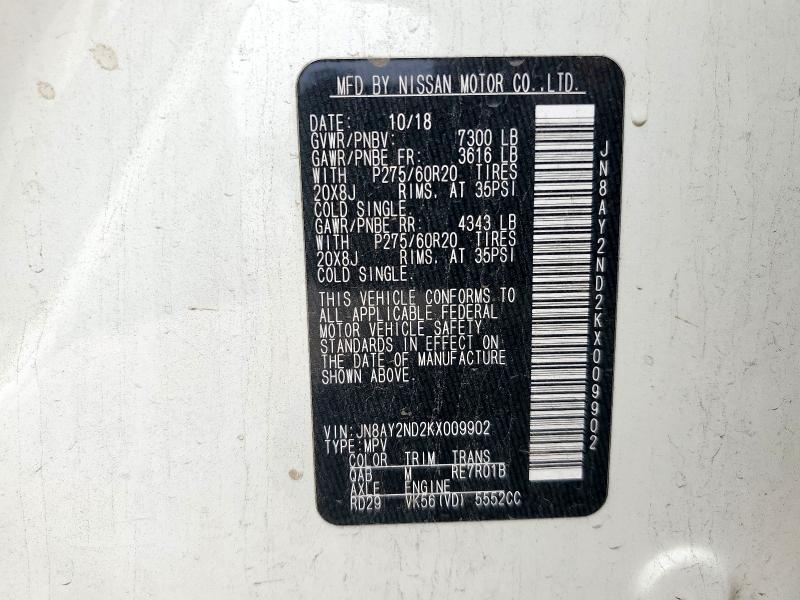 MFD BY NISSAN MOTOR CO.,LTD.
DATE: 10/18
GVWR/PNBV: 7300 LB
GAWR/PNBE FR: 3616 LB
WITH P275/60R20 TIRES
20X8J RIMS, AT 35PSI
COLD SINGLE.
GAWR/PNBE RR: 4343 LB
WITH P275/60R20 TIRES
20X8J RIMS, AT 35PSI
COLD SINGLE.
THIS VEHICLE CONFORMS TO
ALL APPLICABLE FEDERAL
MOTOR VEHICLE SAFETY
STANDARDS IN EFFECT ON
THE DATE OF MANUFACTURE
SHOWN ABOVE.
VIN:JN8AY2ND2KX009902
TYPE:MPV
COLOR TRIM TRANS
QAB M RE7R01B
AXLE ENGINE
RD29 VK56(VD) 5552CC
JN8AY2ND2KX009902